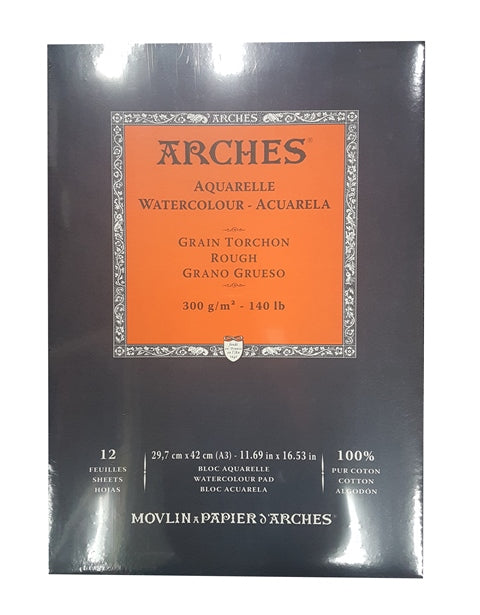 ARCHES
ARCHES®
AQUARELLE
WATERCOLOUR - ACUARELA
GRAIN TORCHON
ROUGH
GRANO GRUESO
300 g/m² - 140 lb
12
FEUILLES
SHEETS
HOJAS
29,7 cm x 42 cm (A3) - 11.69 in x 16.53 in
BLOC AQUARELLE
WATERCOLOUR PAD
BLOC ACUARELA
100%
PUR COTON
COTTON
ALGODÓN
MOVLIN A PAPIER D'ARCHES®